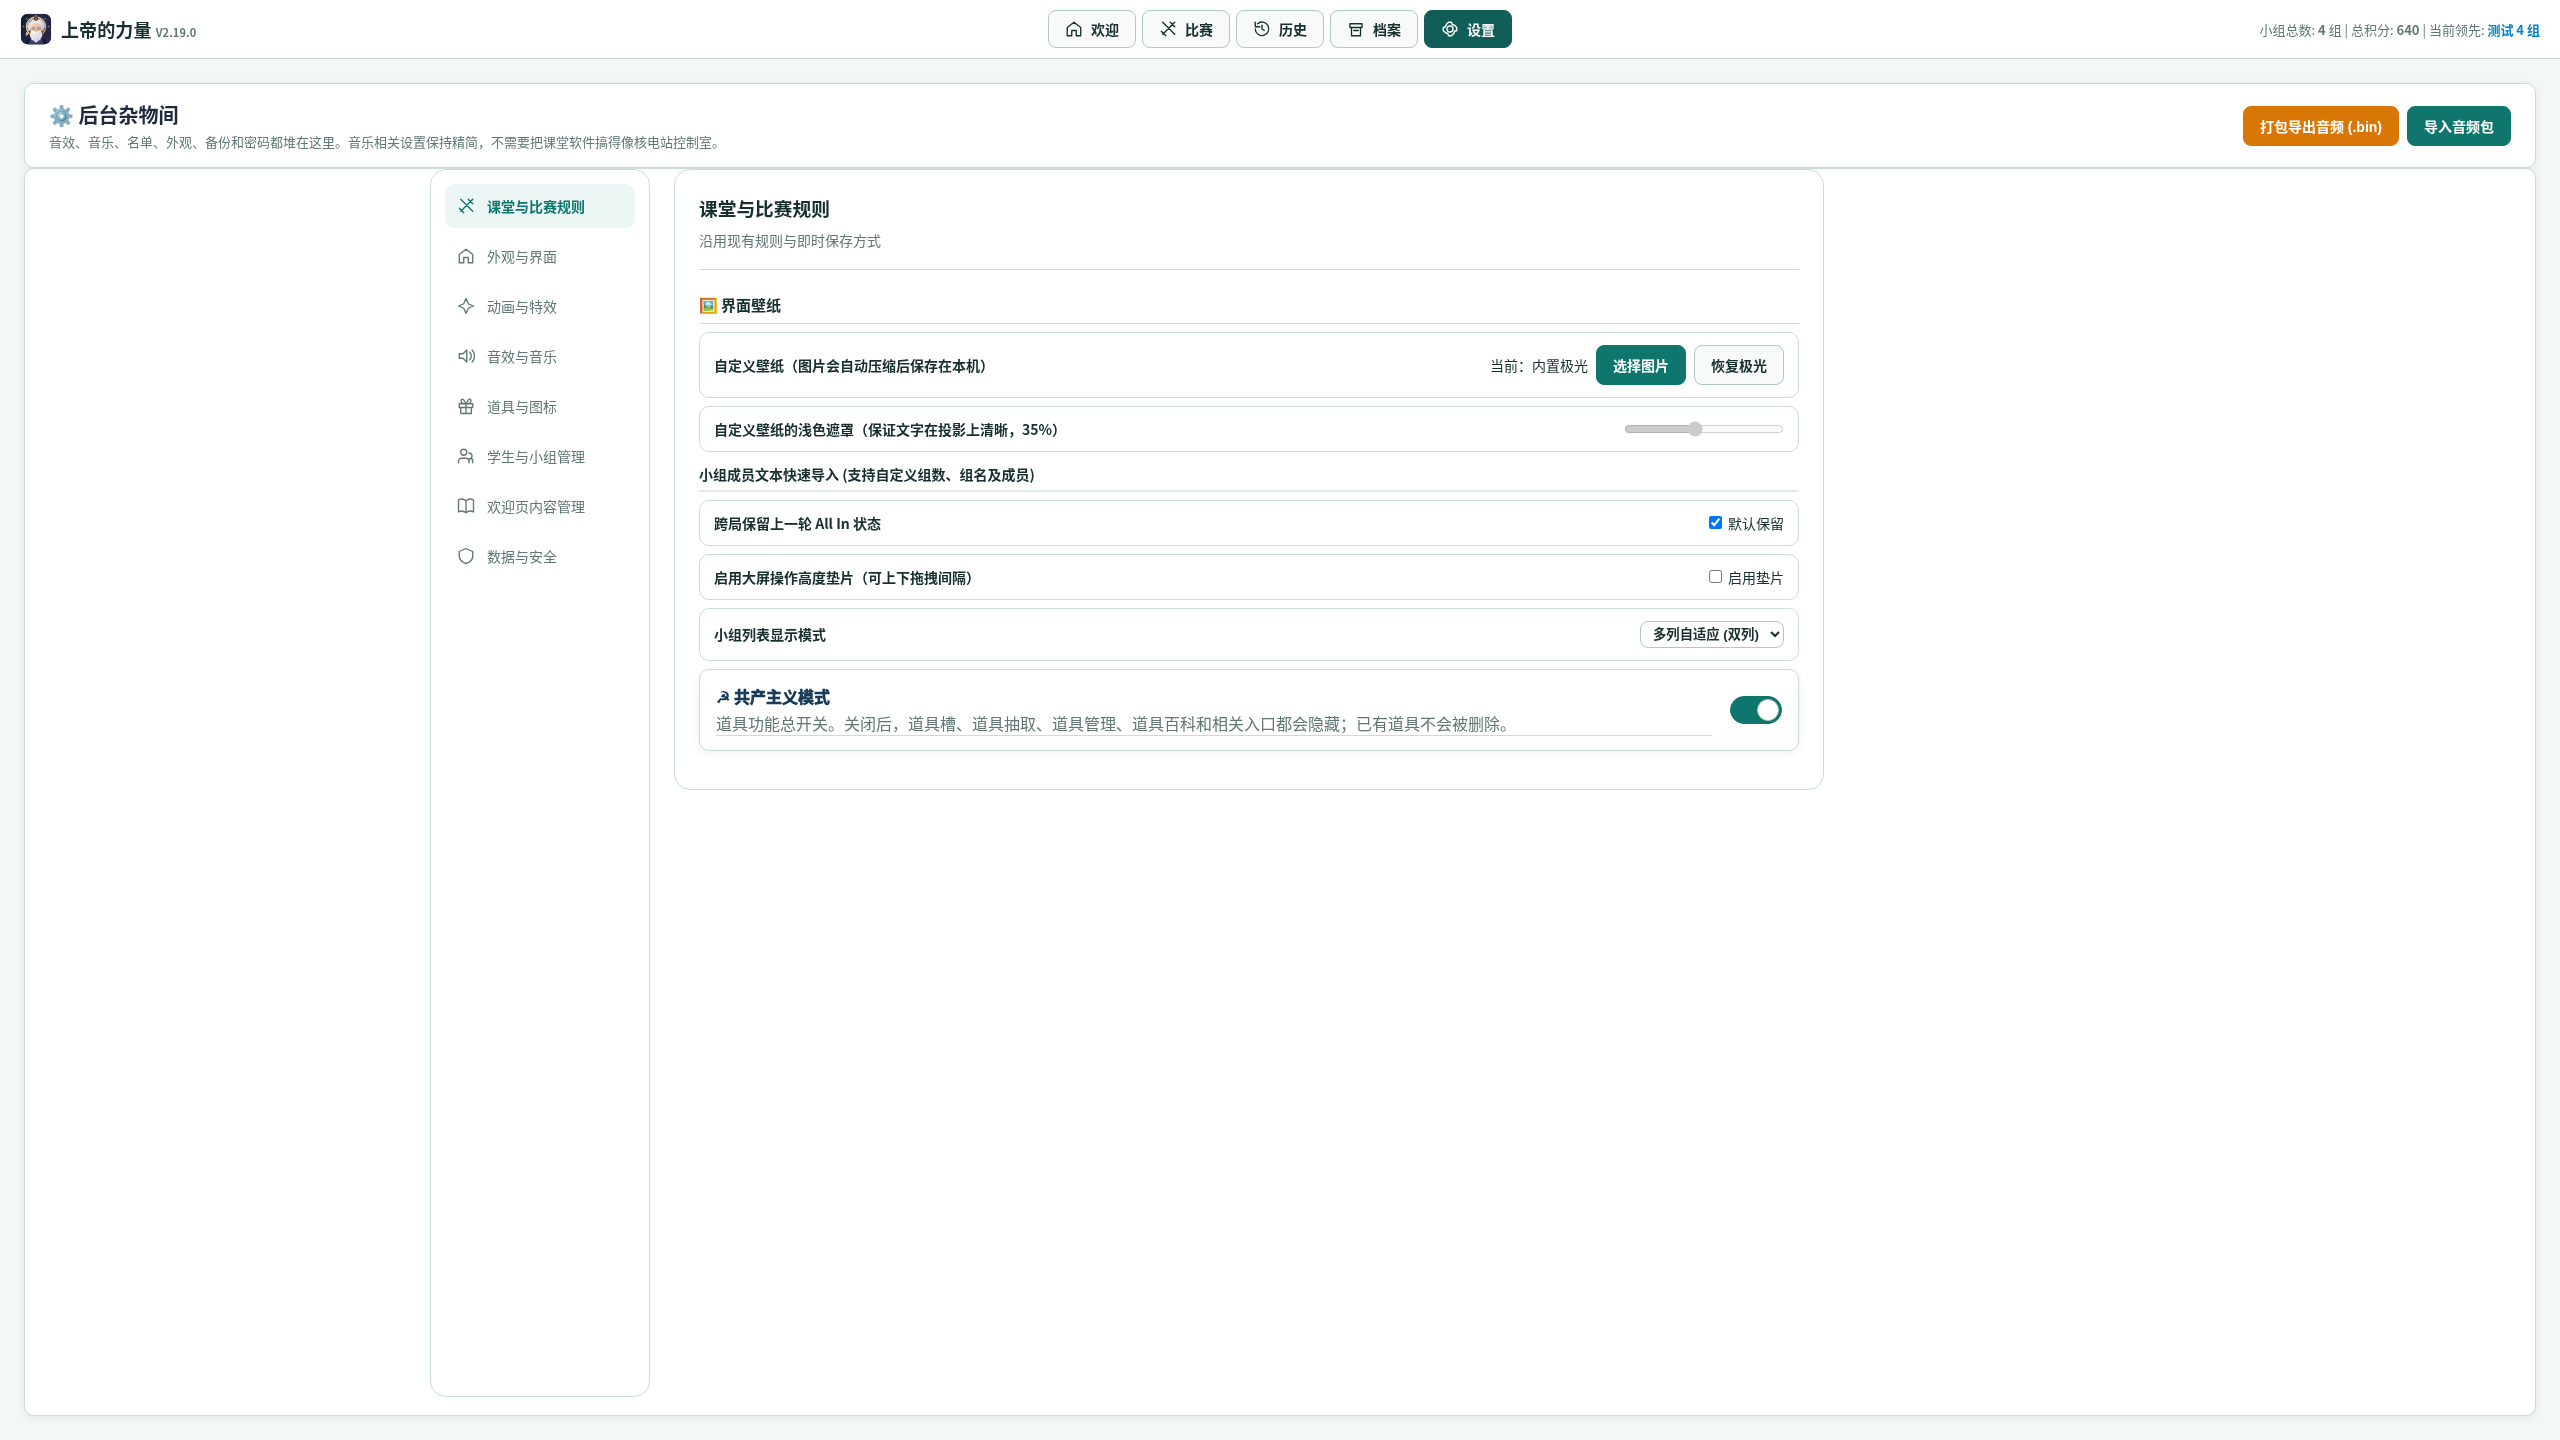 上帝的力量 V2.19.0
欢迎
比赛
历史
档案
设置
小组总数: 4 组 | 总积分: 640 | 当前领先: 测试 4 组
后台杂物间
音效、音乐、名单、外观、备份和密码都堆在这里。音乐相关设置保持精简，不需要把课堂软件搞得像核电站控制室。
打包导出音频 (.bin)
导入音频包
课堂与比赛规则
外观与界面
动画与特效
音效与音乐
道具与图标
学生与小组管理
欢迎页内容管理
数据与安全
课堂与比赛规则
沿用现有规则与即时保存方式
界面壁纸
自定义壁纸（图片会自动压缩后保存在本机）
当前：内置极光
选择图片
恢复极光
自定义壁纸的浅色遮罩（保证文字在投影上清晰，35%）
小组成员文本快速导入 (支持自定义组数、组名及成员)
跨局保留上一轮 All In 状态
默认保留
启用大屏操作高度垫片（可上下拖拽间隔）
启用垫片
小组列表显示模式
多列自适应 (双列)
☭ 共产主义模式
道具功能总开关。关闭后，道具槽、道具抽取、道具管理、道具百科和相关入口都会隐藏；已有道具不会被删除。